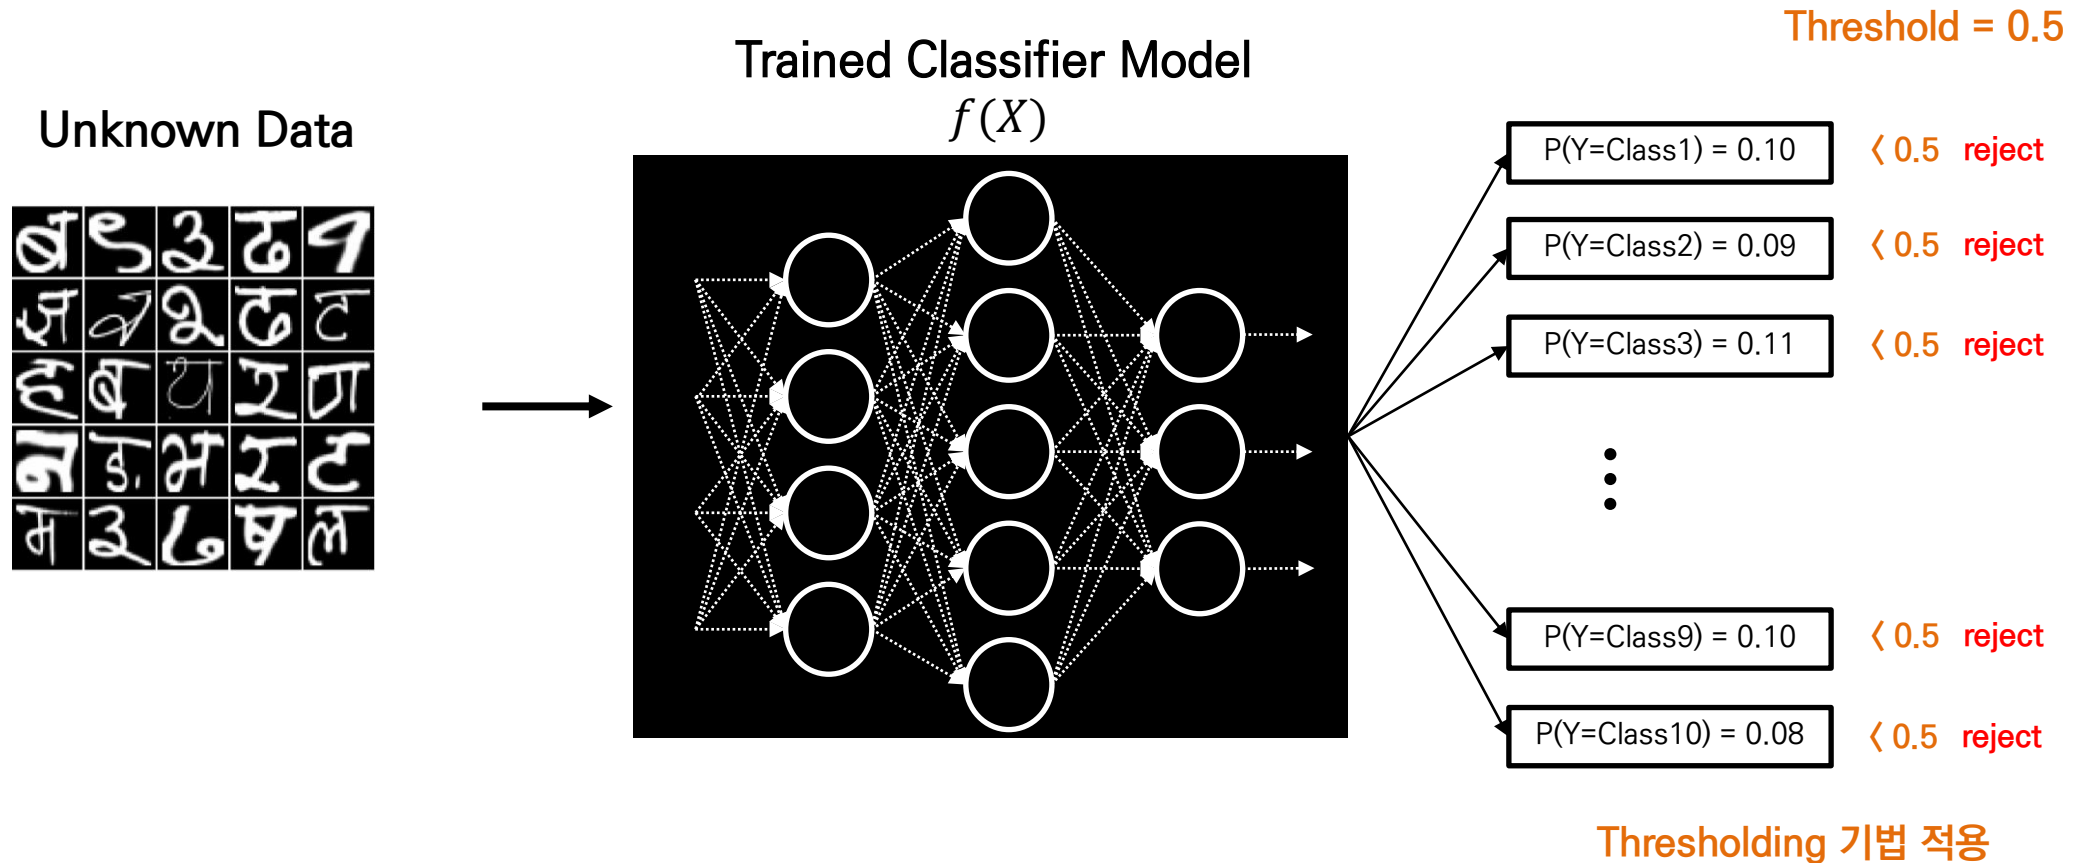 Threshold = 0.5
Trained Classifier Model
f(X)
Unknown Data
P(Y=Class1) = 0.10 < 0.5 reject
P(Y=Class2) = 0.09 < 0.5 reject
P(Y=Class3) = 0.11 < 0.5 reject
P(Y=Class9) = 0.10 < 0.5 reject
P(Y=Class10) = 0.08 < 0.5 reject
Thresholding 기법 적용